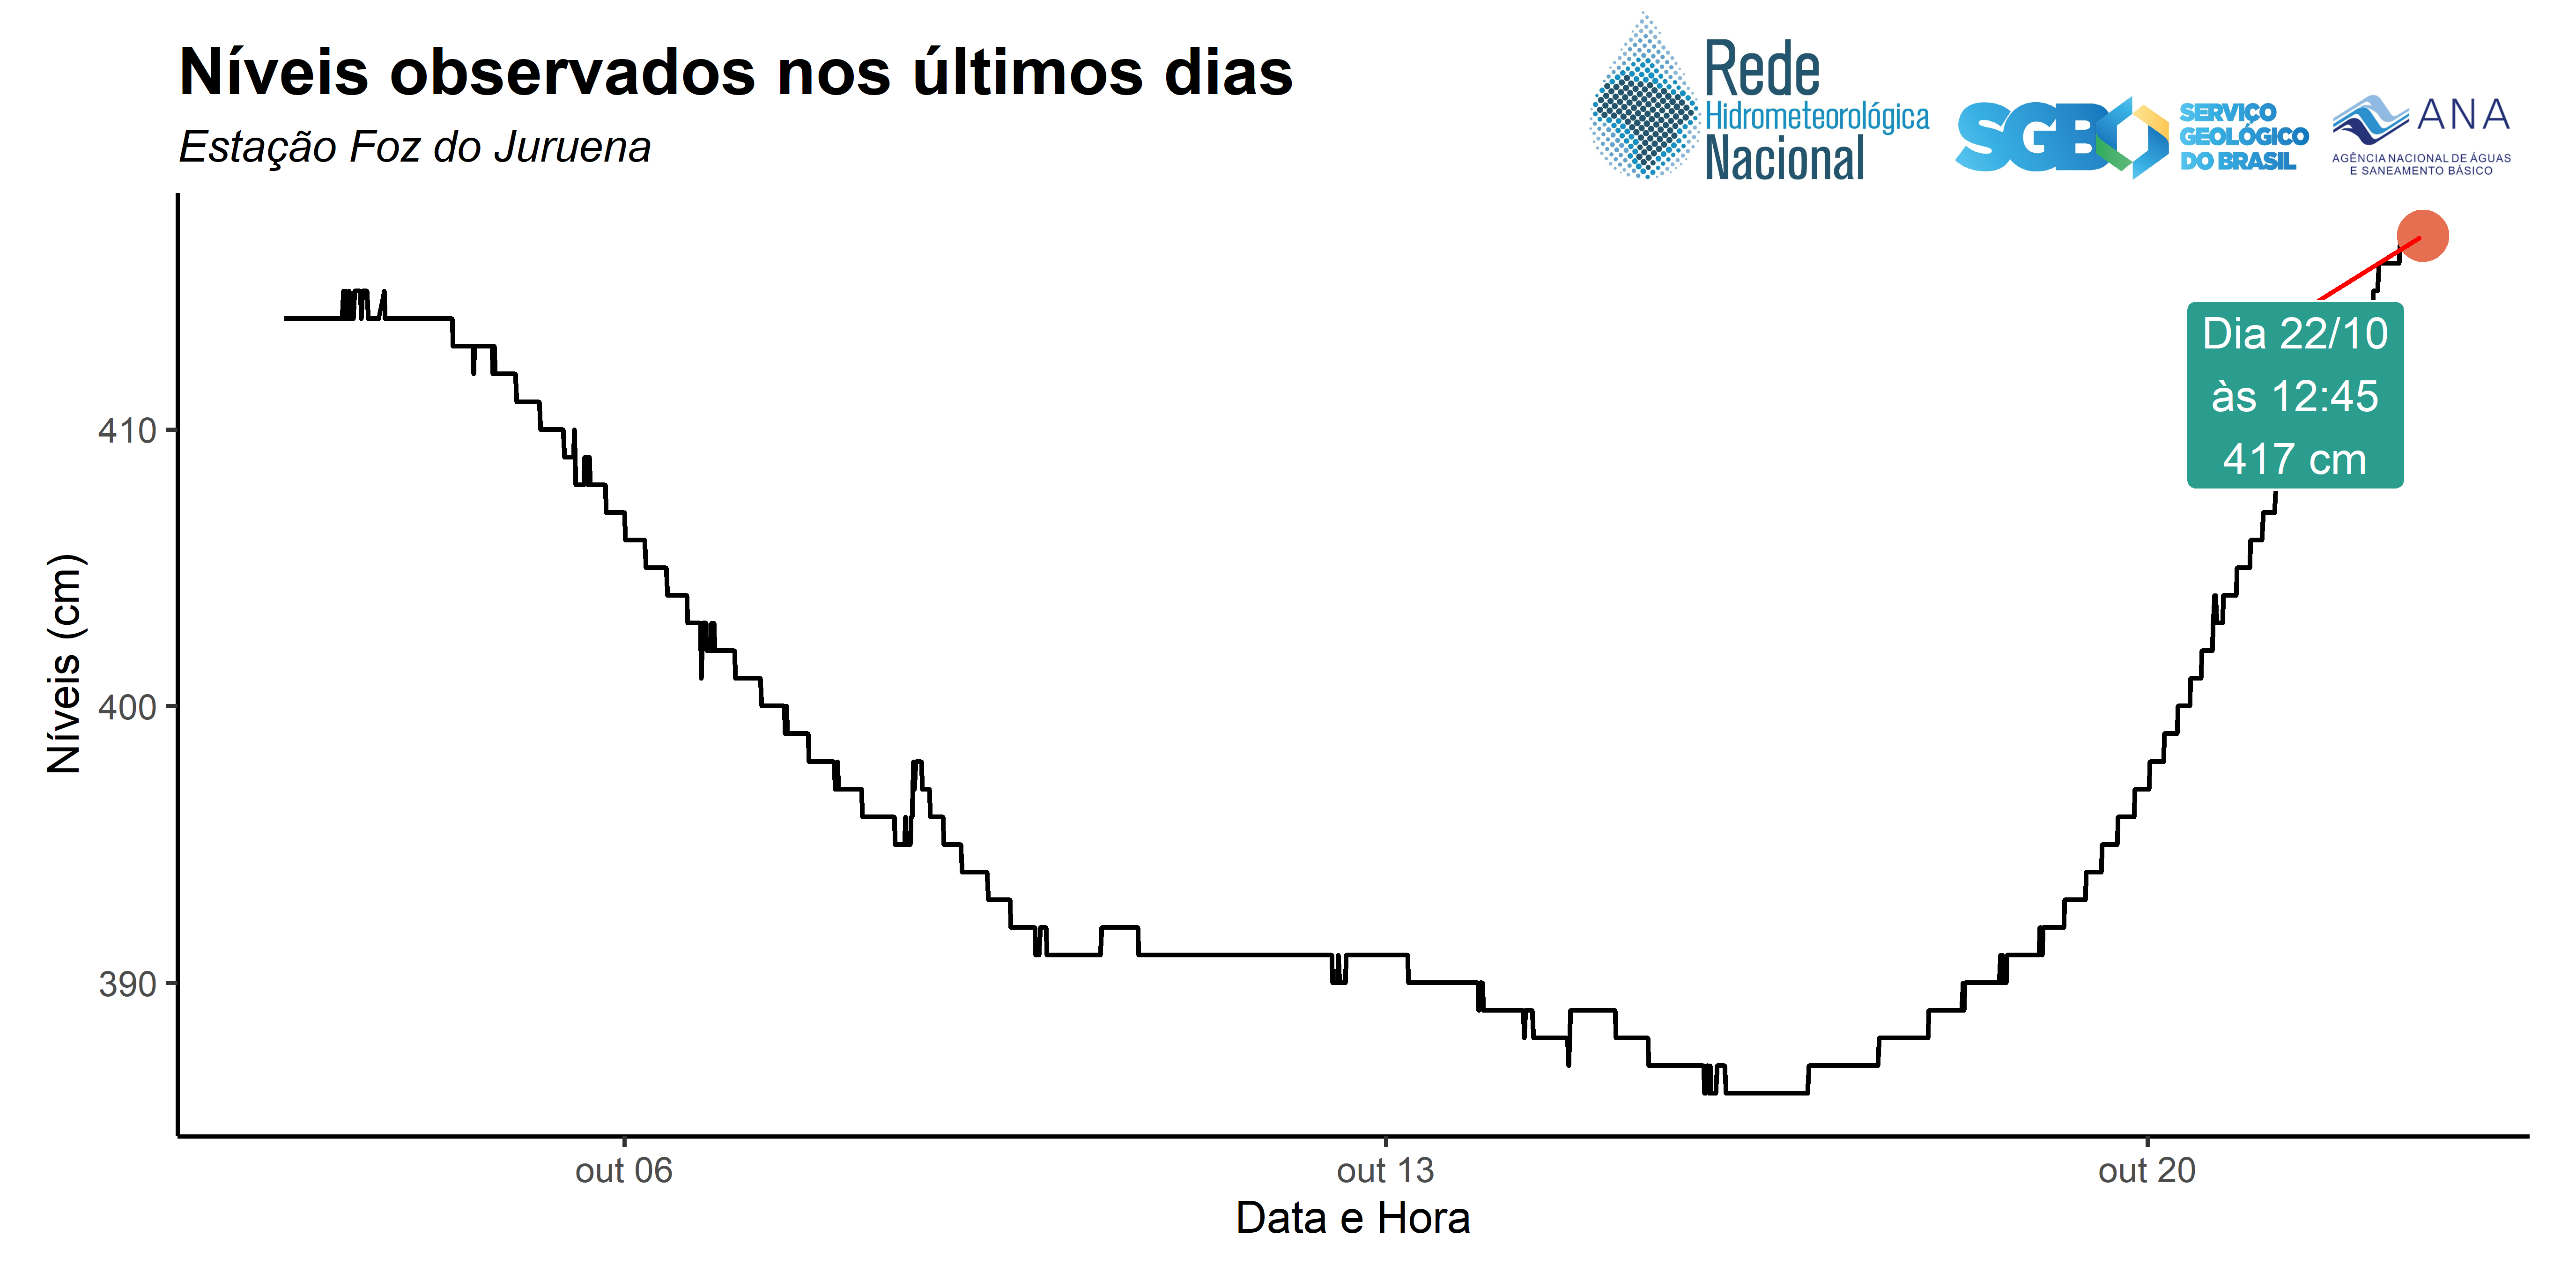 Níveis observados nos últimos dias
Estação Foz do Juruena
Rede
Hidrometeorológica
Nacional
SGB
SERVIÇO
GEOLÓGICO
DO BRASIL
ANA
AGÊNCIA NACIONAL DE ÁGUAS
E SANEAMENTO BÁSICO
Dia 22/10
às 12:45
417 cm
Níveis (cm)
410
400
390
out 06
out 13
out 20
Data e Hora